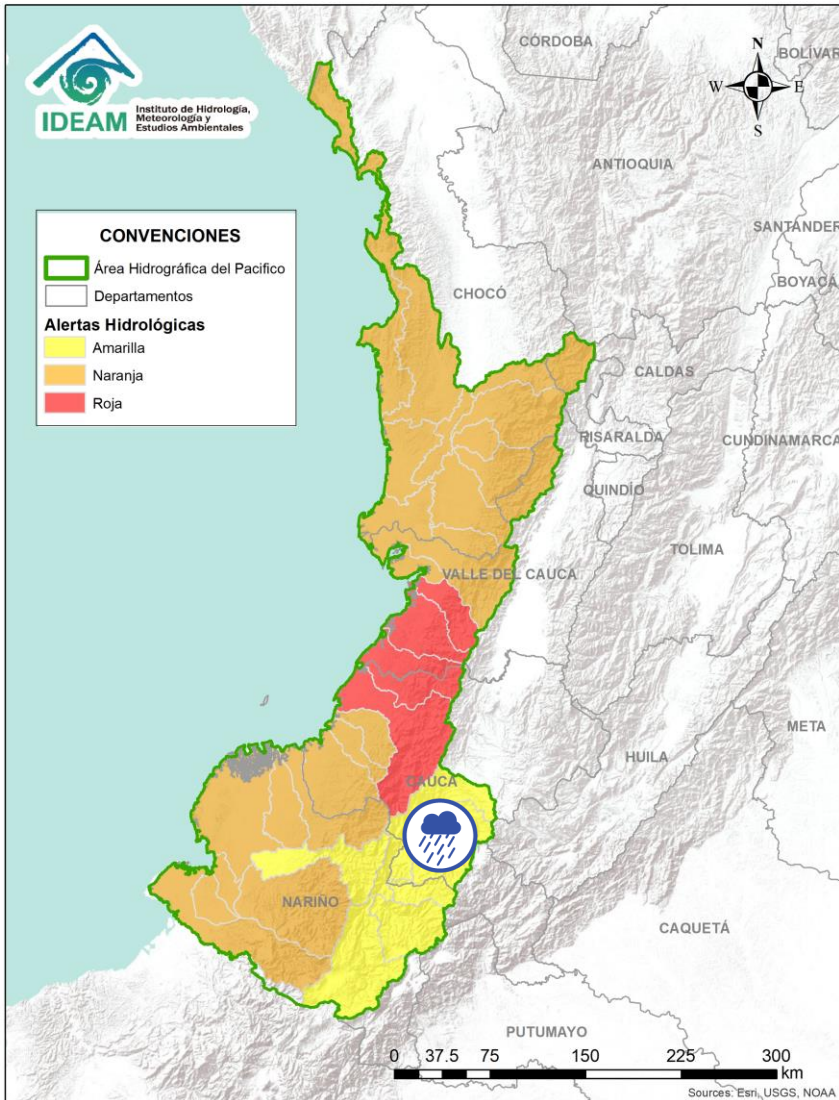 IDEAM
Instituto de Hidrología,
Meteorología y
Estudios Ambientales
N
W
E
S
CÓRDOBA
BOLÍVAR
ANTIOQUIA
SANTANDER
BOYACÁ
CHOCÓ
CALDAS
RISARALDA
CUNDINAMARCA
QUINDÍO
TOLIMA
VALLE DEL CAUCA
META
HUILA
CAUCA
NARIÑO
CAQUETÁ
PUTUMAYO
CONVENCIONES
Área Hidrográfica del Pacifico
Departamentos
Alertas Hidrológicas
Amarilla
Naranja
Roja
0 37.5 75 150 225 300
km
Sources: Esri, USGS, NOAA